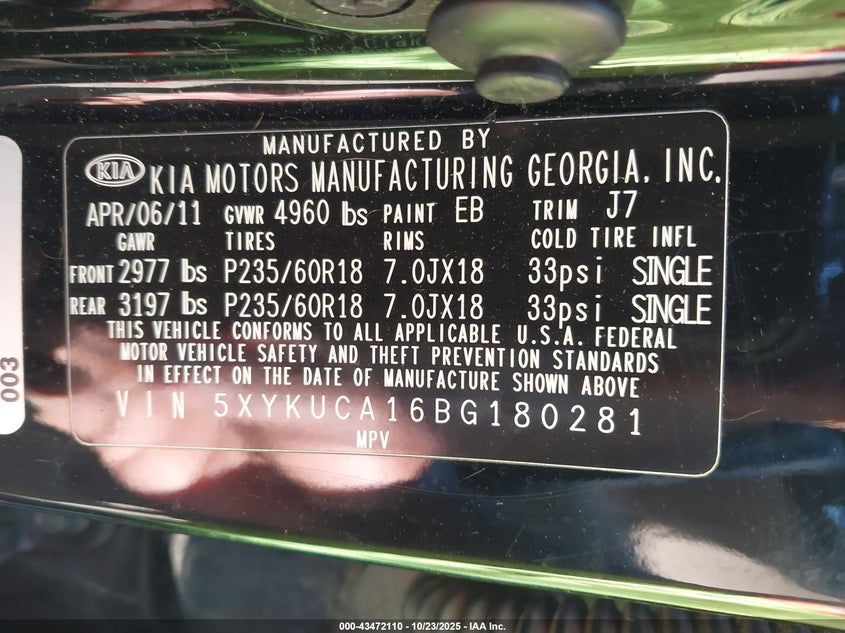 MANUFACTURED BY
KIA KIA MOTORS MANUFACTURING GEORGIA, INC.
APR/06/11 GVWR 4960 lbs PAINT EB TRIM J7
GAWR TIRES RIMS COLD TIRE INFL
FRONT 2977 lbs P235/60R18 7.0JX18 33psi SINGLE
REAR 3197 lbs P235/60R18 7.0JX18 33psi SINGLE
THIS VEHICLE CONFORMS TO ALL APPLICABLE U.S.A. FEDERAL
MOTOR VEHICLE SAFETY AND THEFT PREVENTION STANDARDS
IN EFFECT ON THE DATE OF MANUFACTURE SHOWN ABOVE
VIN 5XYKUCA16BG180281
MPV
003
000-43472110 - 10/23/2025 - IAA Inc.